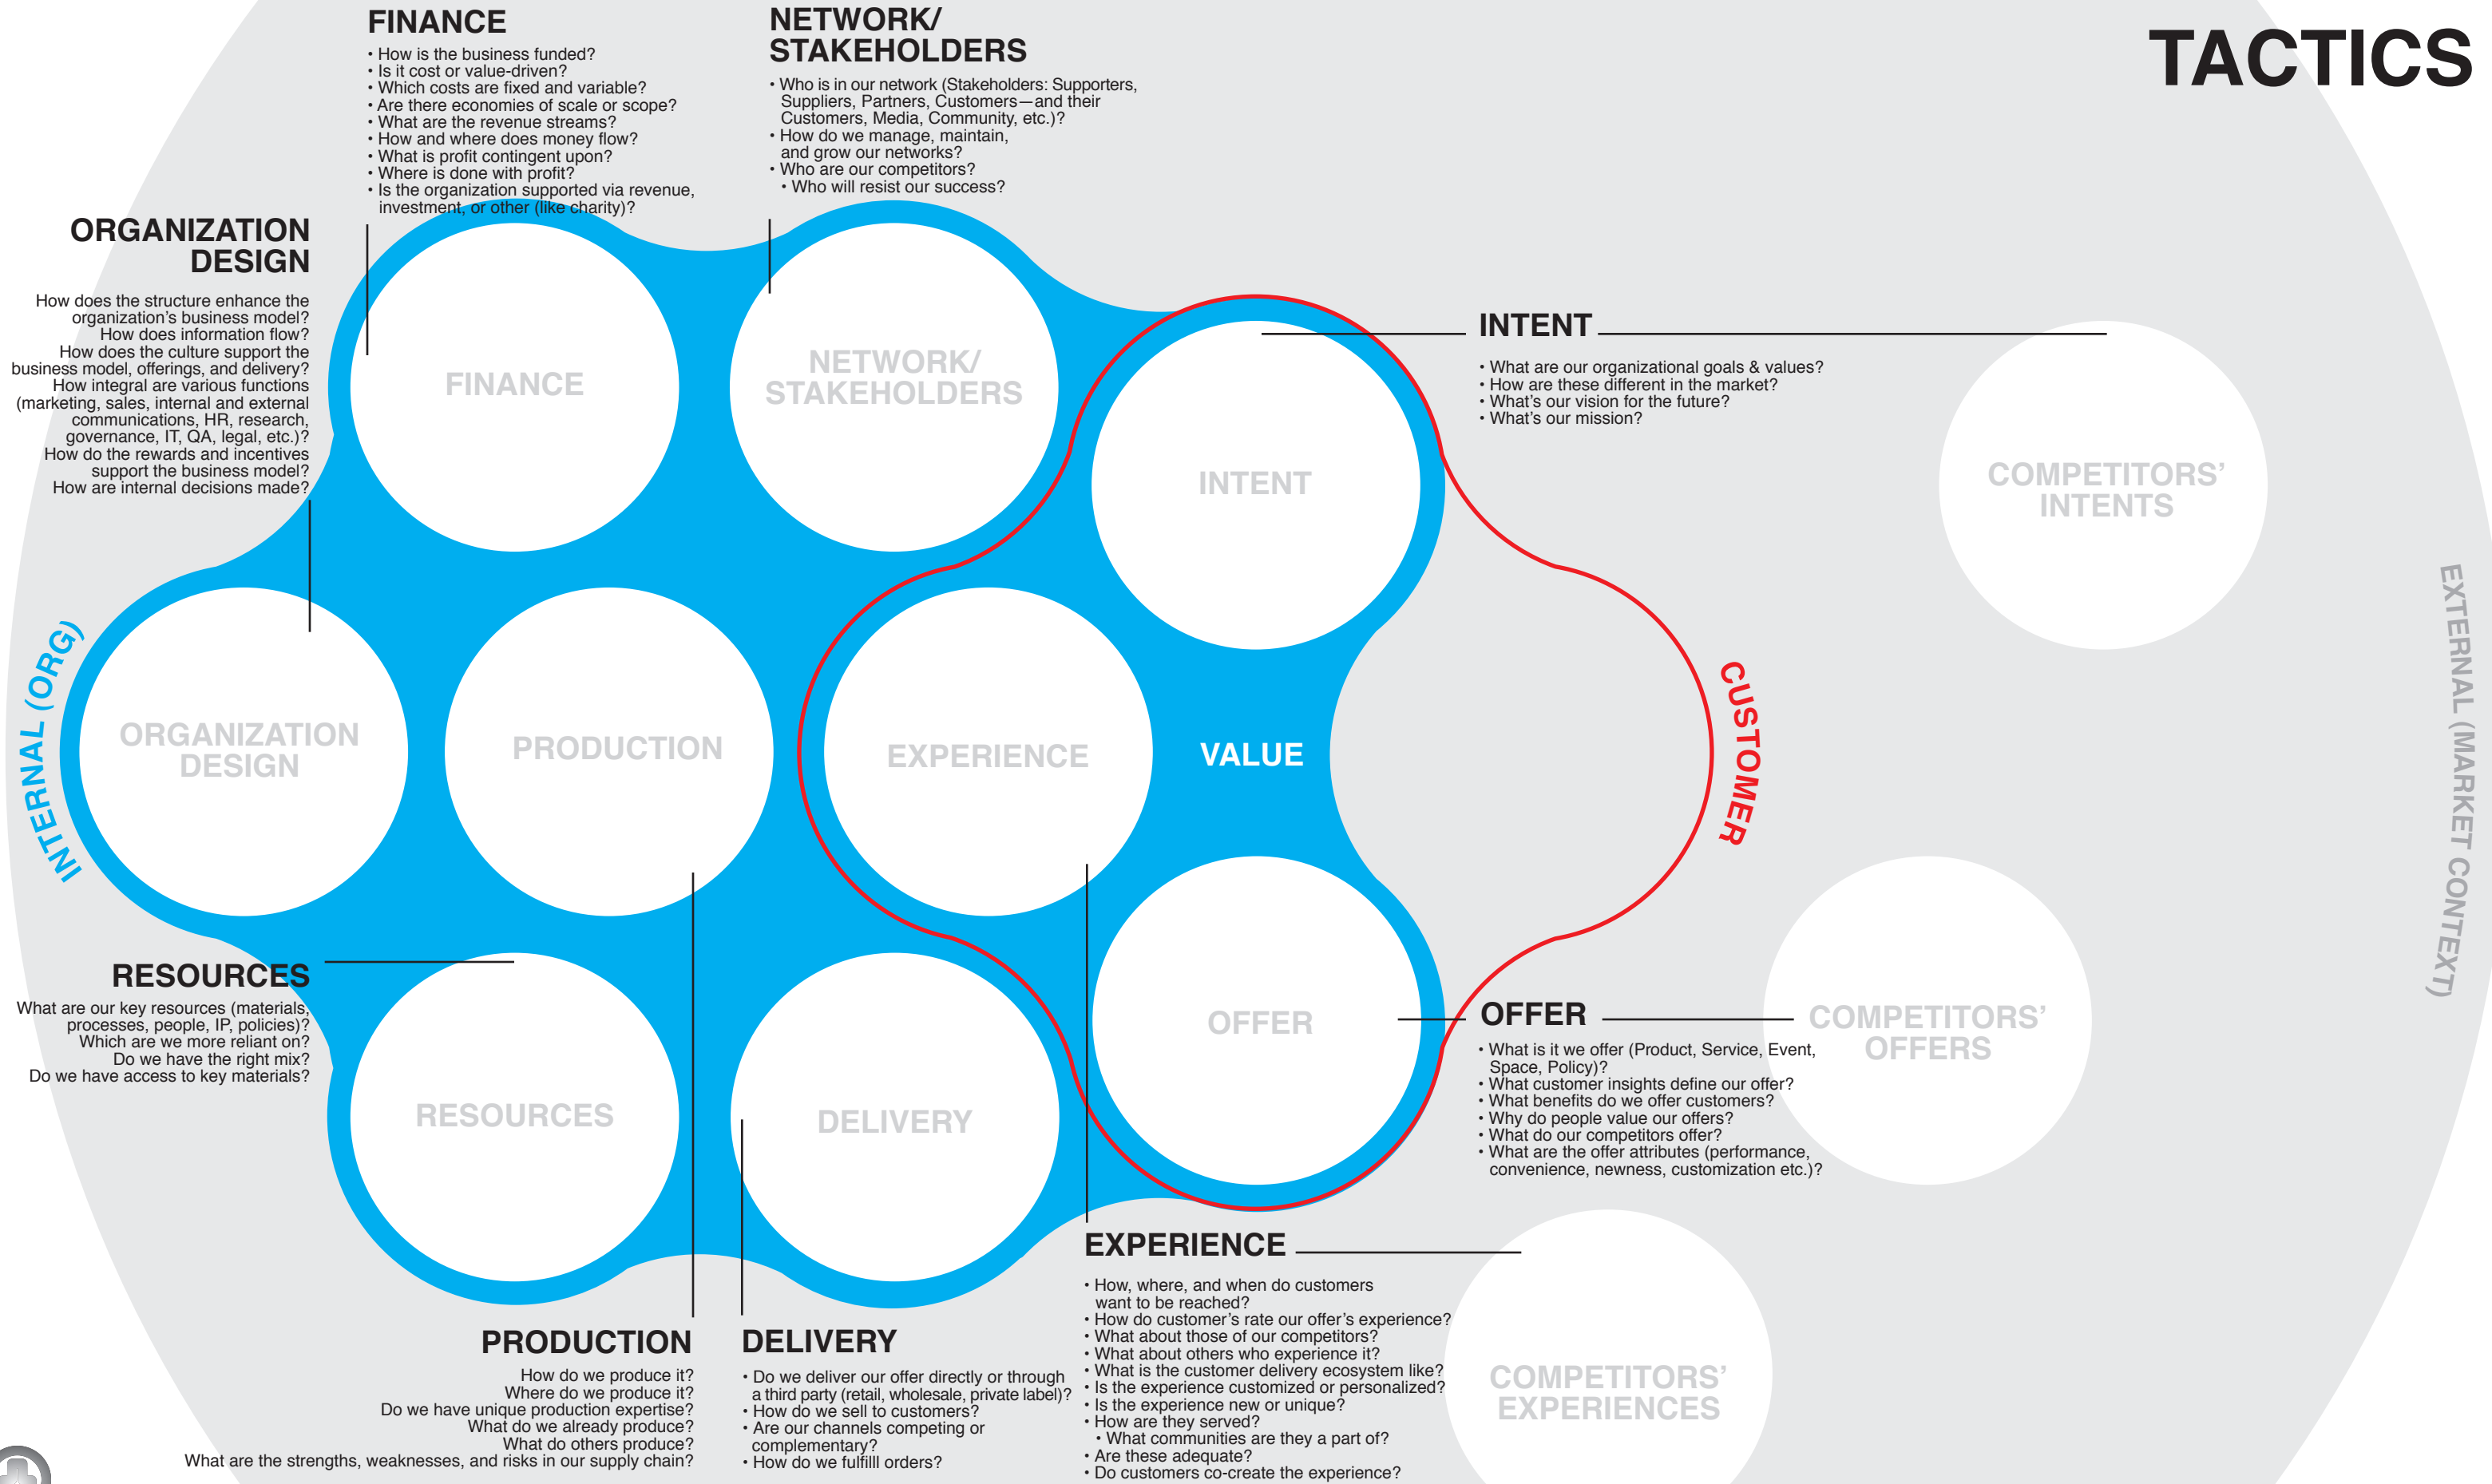 TACTICS
FINANCE
• How is the business funded?
• Is it cost or value-driven?
• Which costs are fixed and variable?
• Are there economies of scale or scope?
• What are the revenue streams?
• How and where does money flow?
• What is profit contingent upon?
• Where is done with profit?
• Is the organization supported via revenue,
investment, or other (like charity)?
NETWORK/
STAKEHOLDERS
• Who is in our network (Stakeholders: Supporters,
Suppliers, Partners, Customers—and their
Customers, Media, Community, etc.)?
• How do we manage, maintain,
and grow our networks?
• Who are our competitors?
• Who will resist our success?
ORGANIZATION
DESIGN
How does the structure enhance the
organization’s business model?
How does information flow?
How does the culture support the
business model, offerings, and delivery?
How integral are various functions
(marketing, sales, internal and external
communications, HR, research,
governance, IT, QA, legal, etc.)?
How do the rewards and incentives
support the business model?
How are internal decisions made?
INTENT
• What are our organizational goals & values?
• How are these different in the market?
• What’s our vision for the future?
• What’s our mission?
FINANCE
NETWORK/
STAKEHOLDERS
INTENT
COMPETITORS’
INTENTS
INTERNAL (ORG)
ORGANIZATION
DESIGN
PRODUCTION
EXPERIENCE
VALUE
CUSTOMER
EXTERNAL (MARKET CONTEXT)
RESOURCES
What are our key resources (materials,
processes, people, IP, policies)?
Which are we more reliant on?
Do we have the right mix?
Do we have access to key materials?
RESOURCES
DELIVERY
OFFER
OFFER
• What is it we offer (Product, Service, Event,
Space, Policy)?
• What customer insights define our offer?
• What benefits do we offer customers?
• Why do people value our offers?
• What do our competitors offer?
• What are the offer attributes (performance,
convenience, newness, customization etc.)?
COMPETITORS’
OFFERS
PRODUCTION
How do we produce it?
Where do we produce it?
Do we have unique production expertise?
What do we already produce?
What do others produce?
What are the strengths, weaknesses, and risks in our supply chain?
DELIVERY
• Do we deliver our offer directly or through
a third party (retail, wholesale, private label)?
• How do we sell to customers?
• Are our channels competing or
complementary?
• How do we fulfilll orders?
EXPERIENCE
• How, where, and when do customers
want to be reached?
• How do customer’s rate our offer’s experience?
• What about those of our competitors?
• What about others who experience it?
• What is the customer delivery ecosystem like?
• Is the experience customized or personalized?
• Is the experience new or unique?
• How are they served?
• What communities are they a part of?
• Are these adequate?
• Do customers co-create the experience?
COMPETITORS’
EXPERIENCES